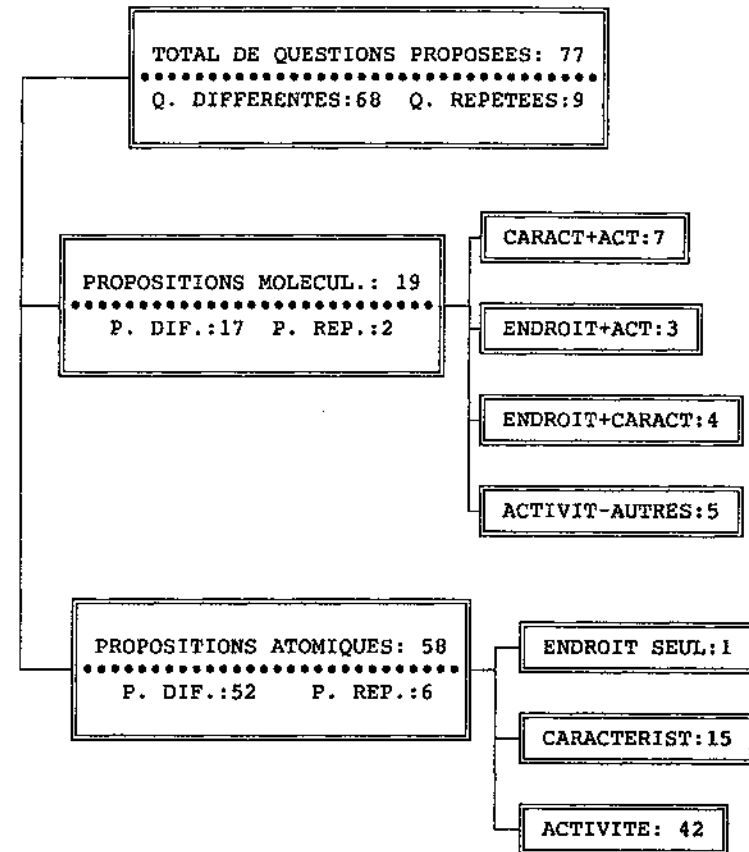 TOTAL DE QUESTIONS PROPOSEES: 77
Q. DIFFERENTES:68 Q. REPETEES:9
CARACT+ACT:7
PROPOSITIONS MOLECUL.: 19
P. DIF.:17 P. REP.:2
ENDROIT+ACT:3
ENDROIT+CARACT:4
ACTIVIT-AUTRES:5
PROPOSITIONS ATOMIQUES: 58
P. DIF.:52 P. REP.:6
ENDROIT SEUL:1
CARACTERIST:15
ACTIVITE: 42